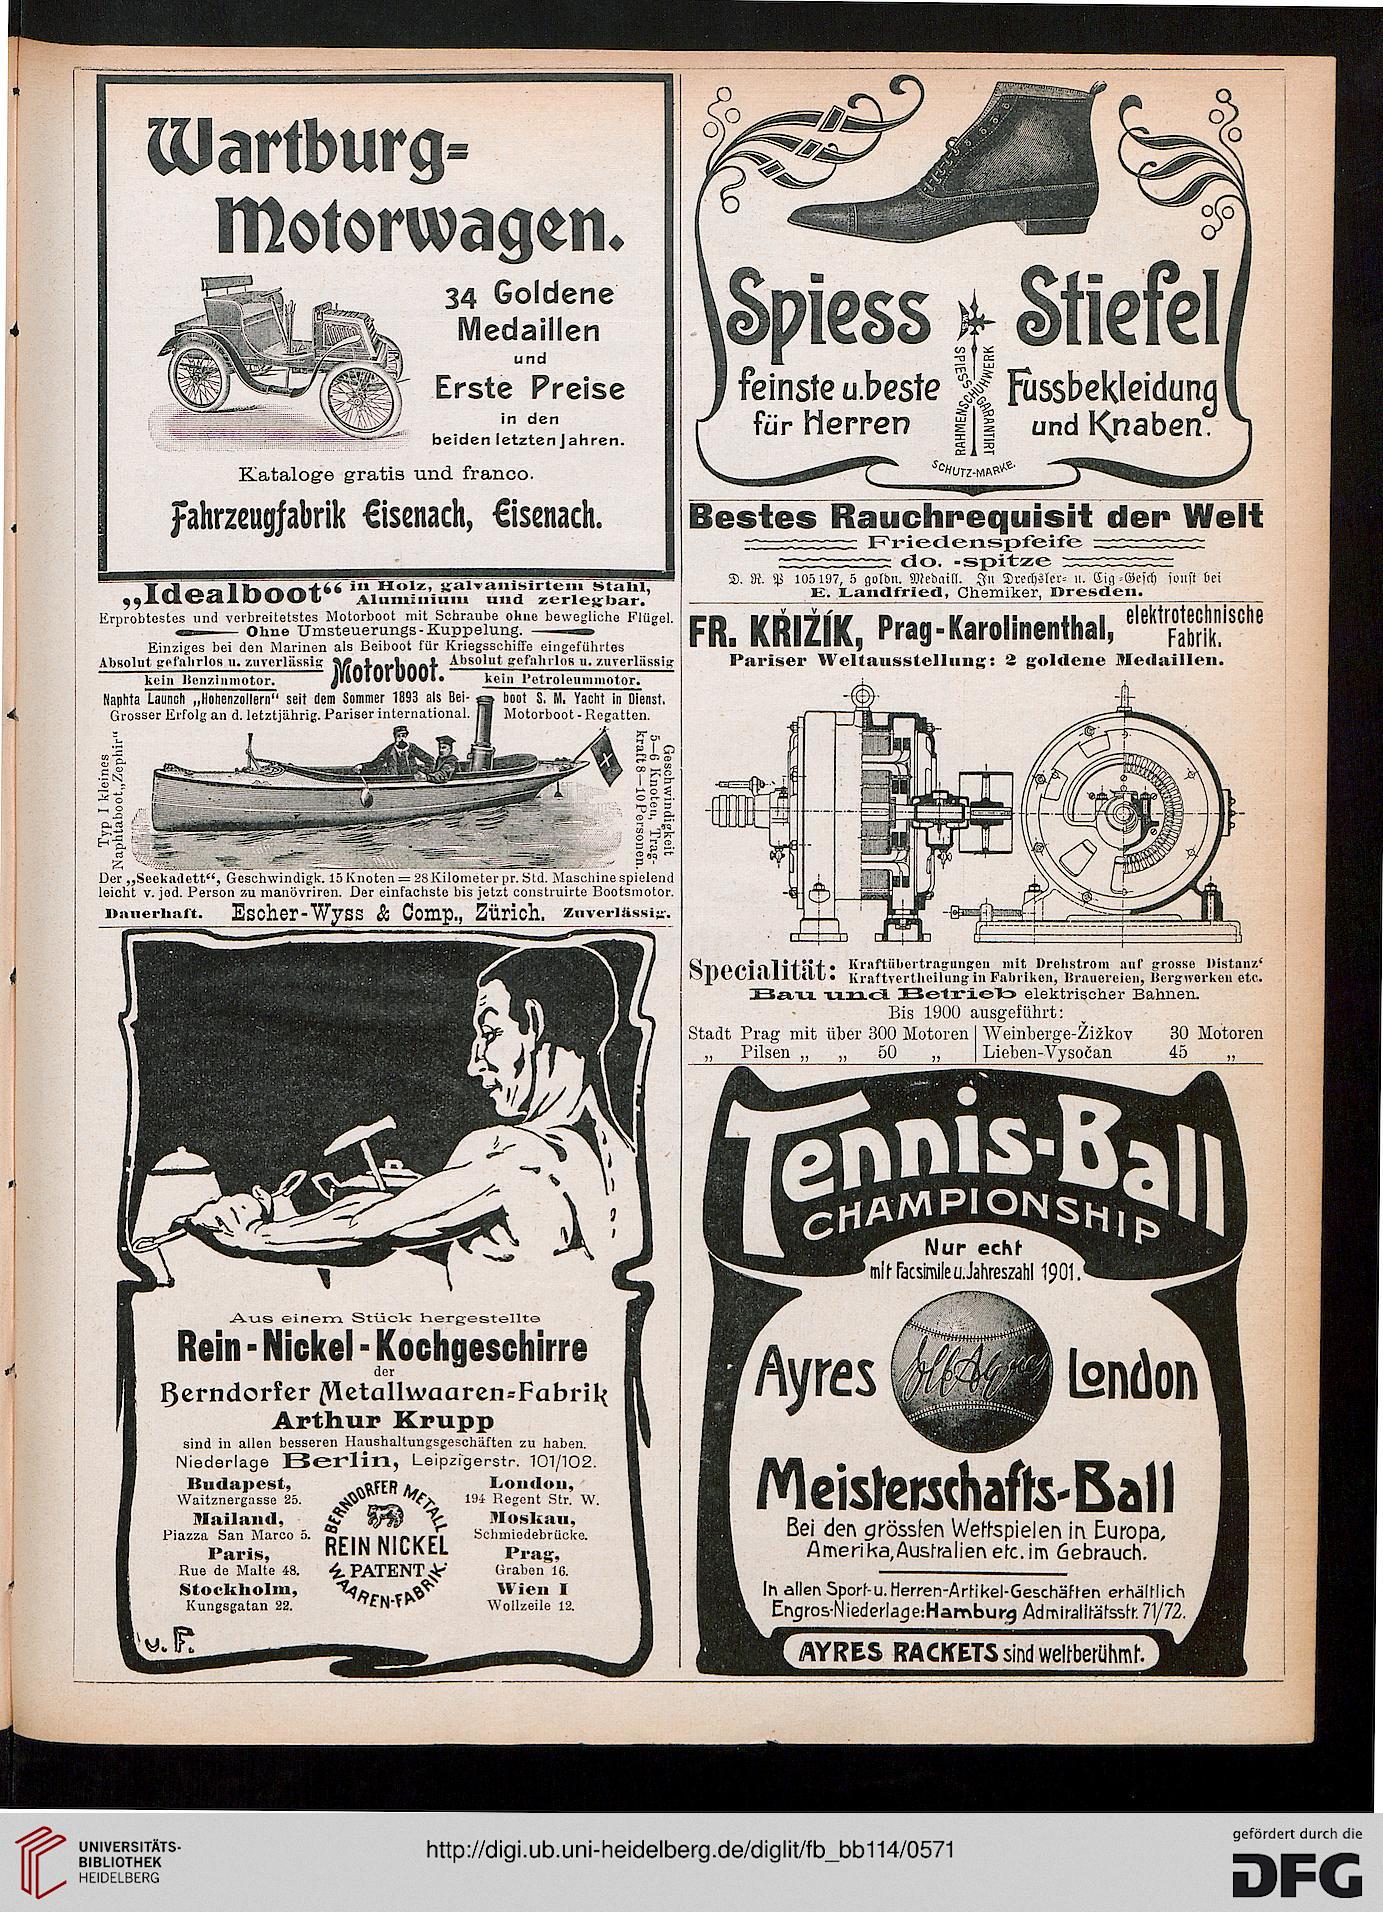 Wartburg-
Motorwagen.
34 Goldene
Medaillen
und
Erste Preise
in den
beiden letzten Jahren.
Kataloge gratis und franco.
Fahrzeugfabrik Eisenach, Eisenach.
„Idealboot“ in Holz, galvanisirtem Stahl,
Aluminium und zerlegbar.
Erprobtestes und verbreitetstes Motorboot mit Schraube ohne bewegliche Flügel.
Ohne Umsteuerungs-Kuppelung.
Einziges bei den Marinen als Beiboot für Kriegsschiffe eingeführtes
Absolut gefahrlos u. zuverlässig
kein Benzinmotor.
Motorboot.
Absolut gefahrlos u. zuverlässig
kein Petroleummotor.
Naphta Launch „Hohenzollern“ seit dem Sommer 1893 als Bei-boot S. M. Yacht in Dienst.
Grosser Erfolg an d. letztjährig. Pariser international. Motorboot-Regatten.
Typ I kleines
Naphtaboot „Zephir“
Geschwindigkeit
5—6 Knoten, Trag-
kraft 8—10 Personen
Der „Seekadett“, Geschwindigk. 15 Knoten = 28 Kilometer pr. Std. Maschine spielend
leicht v. jed. Person zu manövriren. Der einfachste bis jetzt construirte Bootsmotor.
Dauerhaft. Escher-Wyss & Comp., Zürich. Zuverlässig.
Aus einem Stück hergestellte
Rein-Nickel-Kochgeschirre
der
Berndorfer Metallwaaren-Fabrik
Arthur Krupp
sind in allen besseren Haushaltungsgeschäften zu haben.
Niederlage Berlin, Leipzigerstr. 101/102.
Budapest,
Waitznergasse 25.
Mailand,
Piazza San Marco 5.
Paris,
Rue de Malte 48.
Stockholm,
Kungsgatan 22.
BERNDORFER METALL
REIN NICKEL
PATENT
WAAREN-FABRIK
London,
194 Regent Str. W.
Moskau,
Schmiedebrücke.
Prag,
Graben 16.
Wien I
Wollzeile 12.
v. F.
Spiess Stiefel
feinste u. beste Fussbekleidung
für Herren und Knaben.
SPIESS
RAHMENSCHUHWERK
GARANTIRT
SCHUTZ-MARKE.
Bestes Rauchrequisit der Welt
Friedenspfeife
do. -spitze
D. R. P 105197, 5 goldn. Medaill. In Drechsler- u. Cig.-Gesch sonst bei
E. Landfried, Chemiker, Dresden.
FR. KŘIŽÍK, Prag-Karolinenthal, elektrotechnische
Fabrik.
Pariser Weltausstellung: 2 goldene Medaillen.
Specialität: Kraftübertragungen mit Drehstrom auf grosse Distanz‘
Kraftvertheilung in Fabriken, Brauereien, Bergwerken etc.
Bau und Betrieb elektrischer Bahnen.
Bis 1900 ausgeführt:
Stadt Prag mit über 300 Motoren | Weinberge-Žižkov 30 Motoren
„ Pilsen „ „ 50 „ | Lieben-Vysočan 45 „
Tennis-Ball
CHAMPIONSHIP
Nur echt
mit Facsimile u. Jahreszahl 1901.
Ayres London
Meisterschafts-Ball
Bei den grössten Wettspielen in Europa,
Amerika, Australien etc. im Gebrauch.
In allen Sport- u. Herren-Artikel-Geschäften erhältlich
Engros-Niederlage: Hamburg Admiralitätsstr. 71/72.
AYRES RACKETS sind weltberühmt.
UNIVERSITÄTS-
BIBLIOTHEK
HEIDELBERG
http://digi.ub.uni-heidelberg.de/diglit/fb_bb114/0571
gefördert durch die
DFG